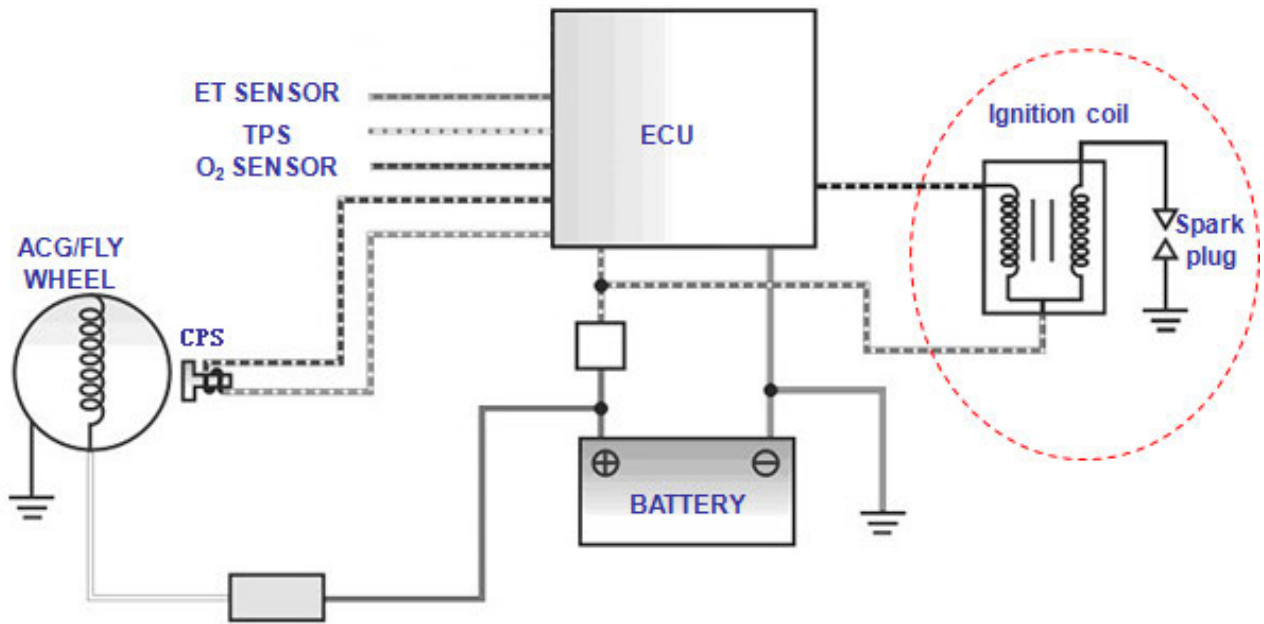 ET SENSOR
TPS
O₂ SENSOR
ECU
Ignition coil
Spark
plug
ACG/FLY
WHEEL
CPS
BATTERY